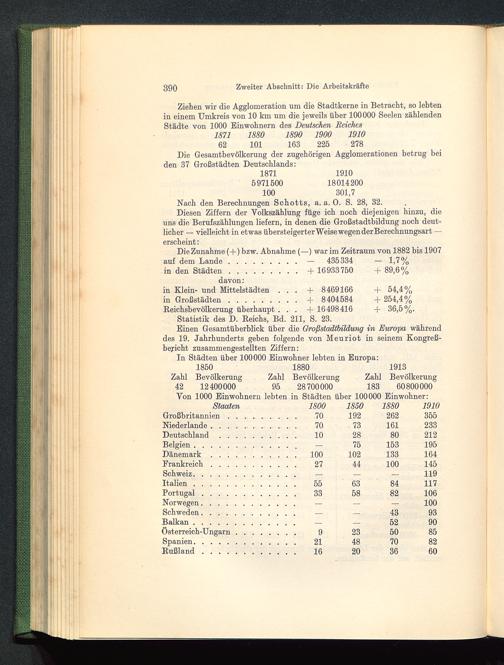 390 Zweiter Abschnitt: Die Arbeitskräfte
Ziehen wir die Agglomeration um die Stadtkerne in Betracht, so lebten
in einem Umkreis von 10 km um die jeweils über 100000 Seelen zählenden
Städte von 1000 Einwohnern des Deutschen Reiches
1871 1880 1890 1900 1910
62 101 163 225 278
Die Gesamtbevölkerung der zugehörigen Agglomerationen betrug bei
den 37 Großstädten Deutschlands:
1871 1910
5971500 18014200
100 301,7
Nach den Berechnungen Schotts, a. a. O. S. 28, 32.
Diesen Ziffern der Volkszählung füge ich noch diejenigen hinzu, die
uns die Berufszählungen liefern, in denen die Großstadtbildung noch deut-
licher — vielleicht in etwas übersteigerter Weise wegen der Berechnungsart —
erscheint:
Die Zunahme (+) bzw. Abnahme (—) war im Zeitraum von 1882 bis 1907
auf dem Lande . . . . . . . . . — 435334 — 1,7%
in den Städten . . . . . . . . . + 16933750 + 89,6%
davon:
in Klein- und Mittelstädten . . . + 8469166 + 54,4%
in Großstädten . . . . . . . . . + 8404584 + 254,4%
Reichsbevölkerung überhaupt . . . + 16498416 + 36,5%.
Statistik des D. Reichs, Bd. 211, S. 23.
Einen Gesamtüberblick über die Großstadtbildung in Europa während
des 19. Jahrhunderts geben folgende von Meuriot in seinem Kongreß-
bericht zusammengestellten Ziffern:
In Städten über 100000 Einwohner lebten in Europa:
1850 1880 1913
Zahl Bevölkerung Zahl Bevölkerung Zahl Bevölkerung
42 12400000 95 28700000 183 60800000
Von 1000 Einwohnern lebten in Städten über 100000 Einwohner:
Staaten 1800 1850 1880 1910
Großbritannien . . . . . . . . 70 192 262 355
Niederlande . . . . . . . . . 70 73 161 233
Deutschland . . . . . . . . . 10 28 80 212
Belgien . . . . . . . . . . . — 75 153 195
Dänemark . . . . . . . . . . 100 102 133 164
Frankreich . . . . . . . . . . 27 44 100 145
Schweiz . . . . . . . . . . . — — — 119
Italien . . . . . . . . . . . 55 63 84 117
Portugal . . . . . . . . . . . 33 58 82 106
Norwegen . . . . . . . . . . — — — 100
Schweden . . . . . . . . . . — — 43 93
Balkan . . . . . . . . . . . — — 52 90
Österreich-Ungarn . . . . . . . 9 23 50 85
Spanien . . . . . . . . . . . 21 48 70 82
Rußland . . . . . . . . . . . 16 20 36 60